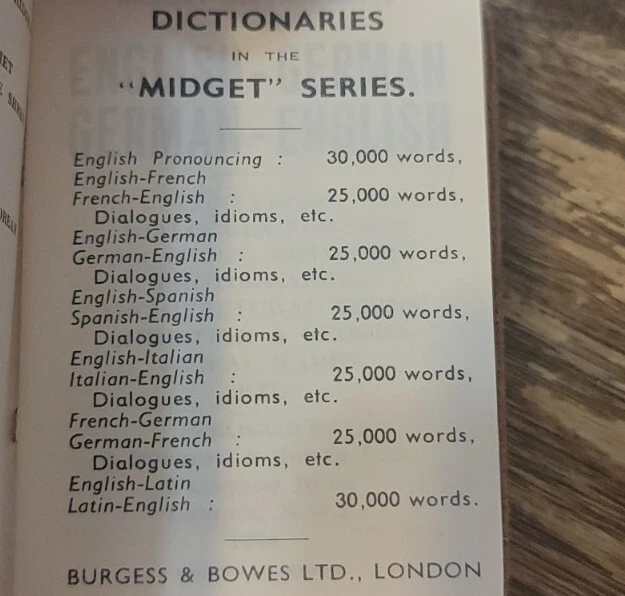 DICTIONARIES
IN THE
“MIDGET” SERIES.
English Pronouncing : 30,000 words,
English-French
French-English : 25,000 words,
Dialogues, idioms, etc.
English-German
German-English : 25,000 words,
Dialogues, idioms, etc.
English-Spanish
Spanish-English : 25,000 words,
Dialogues, idioms, etc.
English-Italian
Italian-English : 25,000 words,
Dialogues, idioms, etc.
French-German
German-French : 25,000 words,
Dialogues, idioms, etc.
English-Latin
Latin-English : 30,000 words.
BURGESS & BOWES LTD., LONDON